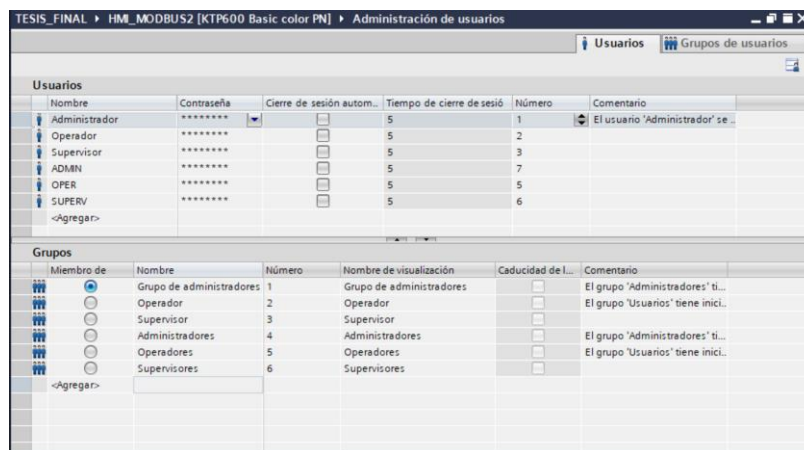 TESIS_FINAL ▸ HMI_MODBUS2 [KTP600 Basic color PN] ▸ Administración de usuarios
Usuarios Grupos de usuarios
Usuarios
Nombre Contraseña Cierre de sesión autom... Tiempo de cierre de sesió Número Comentario
Administrador ******** 5 1 El usuario 'Administrador' se ...
Operador ******** 5 2
Supervisor ******** 5 3
ADMIN ******** 5 7
OPER ******** 5 5
SUPERV ******** 5 6
<Agregar>
Grupos
Miembro de Nombre Número Nombre de visualización Caducidad de l... Comentario
Grupo de administradores 1 Grupo de administradores El grupo 'Administradores' ti...
Operador 2 Operador El grupo 'Usuarios' tiene inici...
Supervisor 3 Supervisor
Administradores 4 Administradores El grupo 'Administradores' ti...
Operadores 5 Operadores El grupo 'Usuarios' tiene inici...
Supervisores 6 Supervisores
<Agregar>